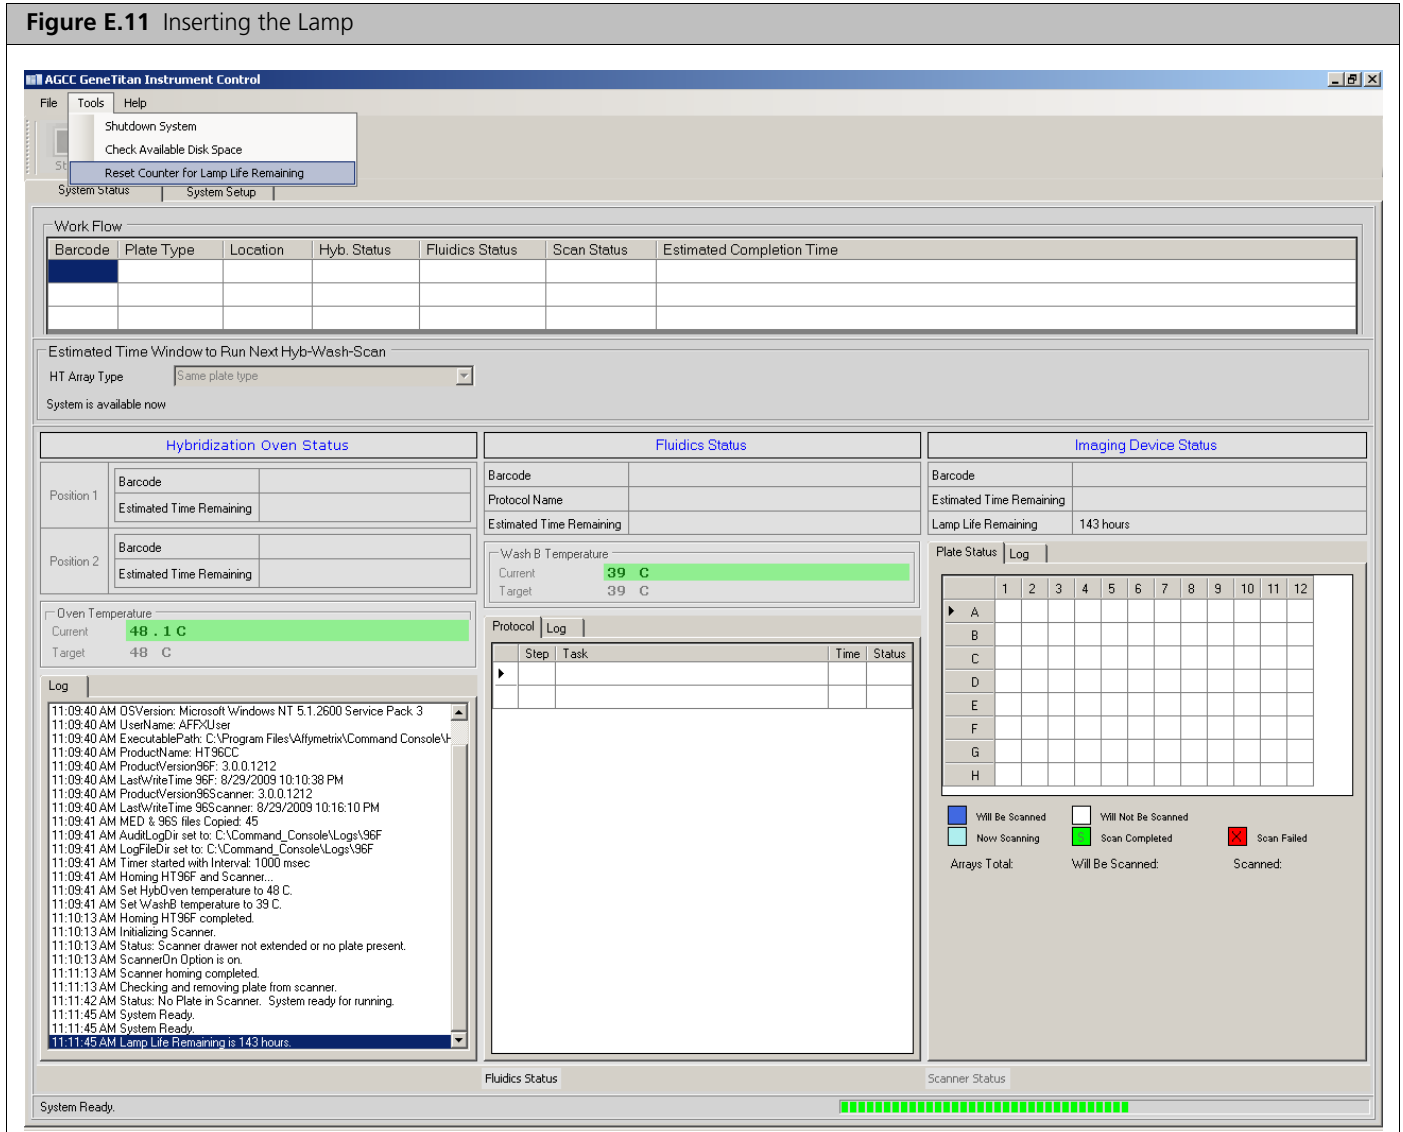 Figure E.11 Inserting the Lamp
AGCC GeneTitan Instrument Control
File Tools Help
Shutdown System
Check Available Disk Space
St
Reset Counter for Lamp Life Remaining
System Status System Setup
Work Flow
Barcode Plate Type Location Hyb. Status Fluidics Status Scan Status Estimated Completion Time
Estimated Time Window to Run Next Hyb-Wash-Scan
HT Array Type Same plate type
System is available now
Hybridization Oven Status
Position 1
Barcode
Estimated Time Remaining
Position 2
Barcode
Estimated Time Remaining
Oven Temperature
Current 48.1 C
Target 48 C
Log
11:09:40 AM OSVersion: Microsoft Windows NT 5.1.2600 Service Pack 3
11:09:40 AM UserName: AFFXUser
11:09:40 AM ExecutablePath: C:\Program Files\Affymetrix\Command Console\H
11:09:40 AM ProductName: HT96CC
11:09:40 AM ProductVersion96F: 3.0.0.1212
11:09:40 AM LastWriteTime 96F: 8/29/2009 10:10:38 PM
11:09:40 AM ProductVersion96Scanner: 3.0.0.1212
11:09:40 AM LastWriteTime 96Scanner: 8/29/2009 10:16:10 PM
11:09:41 AM MED & 96S files Copied: 45
11:09:41 AM AuditLogDir set to: C:\Command_Console\Logs\96F
11:09:41 AM LogFileDir set to: C:\Command_Console\Logs\96F
11:09:41 AM Timer started with Interval: 1000 msec
11:09:41 AM Homing HT96F and Scanner...
11:09:41 AM Set HybOven temperature to 48 C.
11:09:41 AM Set WashB temperature to 39 C.
11:10:13 AM Homing HT96F completed.
11:10:13 AM Initializing Scanner.
11:10:13 AM Status: Scanner drawer not extended or no plate present.
11:10:13 AM ScannerOn Option is on.
11:11:13 AM Scanner homing completed.
11:11:13 AM Checking and removing plate from scanner.
11:11:42 AM Status: No Plate in Scanner. System ready for running.
11:11:45 AM System Ready.
11:11:45 AM System Ready.
11:11:45 AM Lamp Life Remaining is 143 hours.
Fluidics Status
Barcode
Protocol Name
Estimated Time Remaining
Wash B Temperature
Current 39 C
Target 39 C
Protocol Log
Step Task Time Status
Imaging Device Status
Barcode
Estimated Time Remaining
Lamp Life Remaining 143 hours
Plate Status Log
1 2 3 4 5 6 7 8 9 10 11 12
A
B
C
D
E
F
G
H
Will Be Scanned Will Not Be Scanned
Now Scanning S Scan Completed X Scan Failed
Arrays Total: Will Be Scanned: Scanned:
Fluidics Status Scanner Status
System Ready.